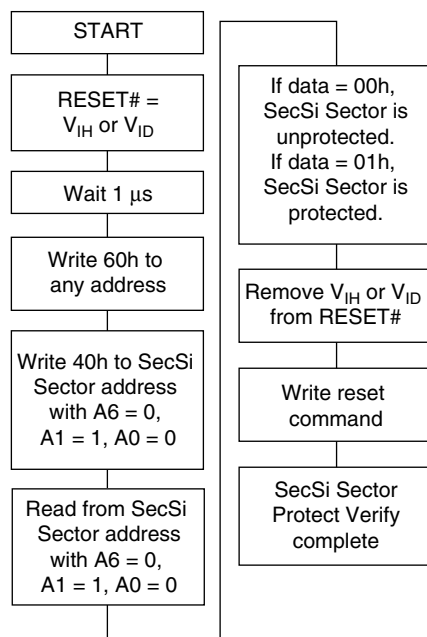 START
RESET# =
VIH or VID
Wait 1 μs
Write 60h to
any address
Write 40h to SecSi
Sector address
with A6 = 0,
A1 = 1, A0 = 0
Read from SecSi
Sector address
with A6 = 0,
A1 = 1, A0 = 0
If data = 00h,
SecSi Sector is
unprotected.
If data = 01h,
SecSi Sector is
protected.
Remove VIH or VID
from RESET#
Write reset
command
SecSi Sector
Protect Verify
complete